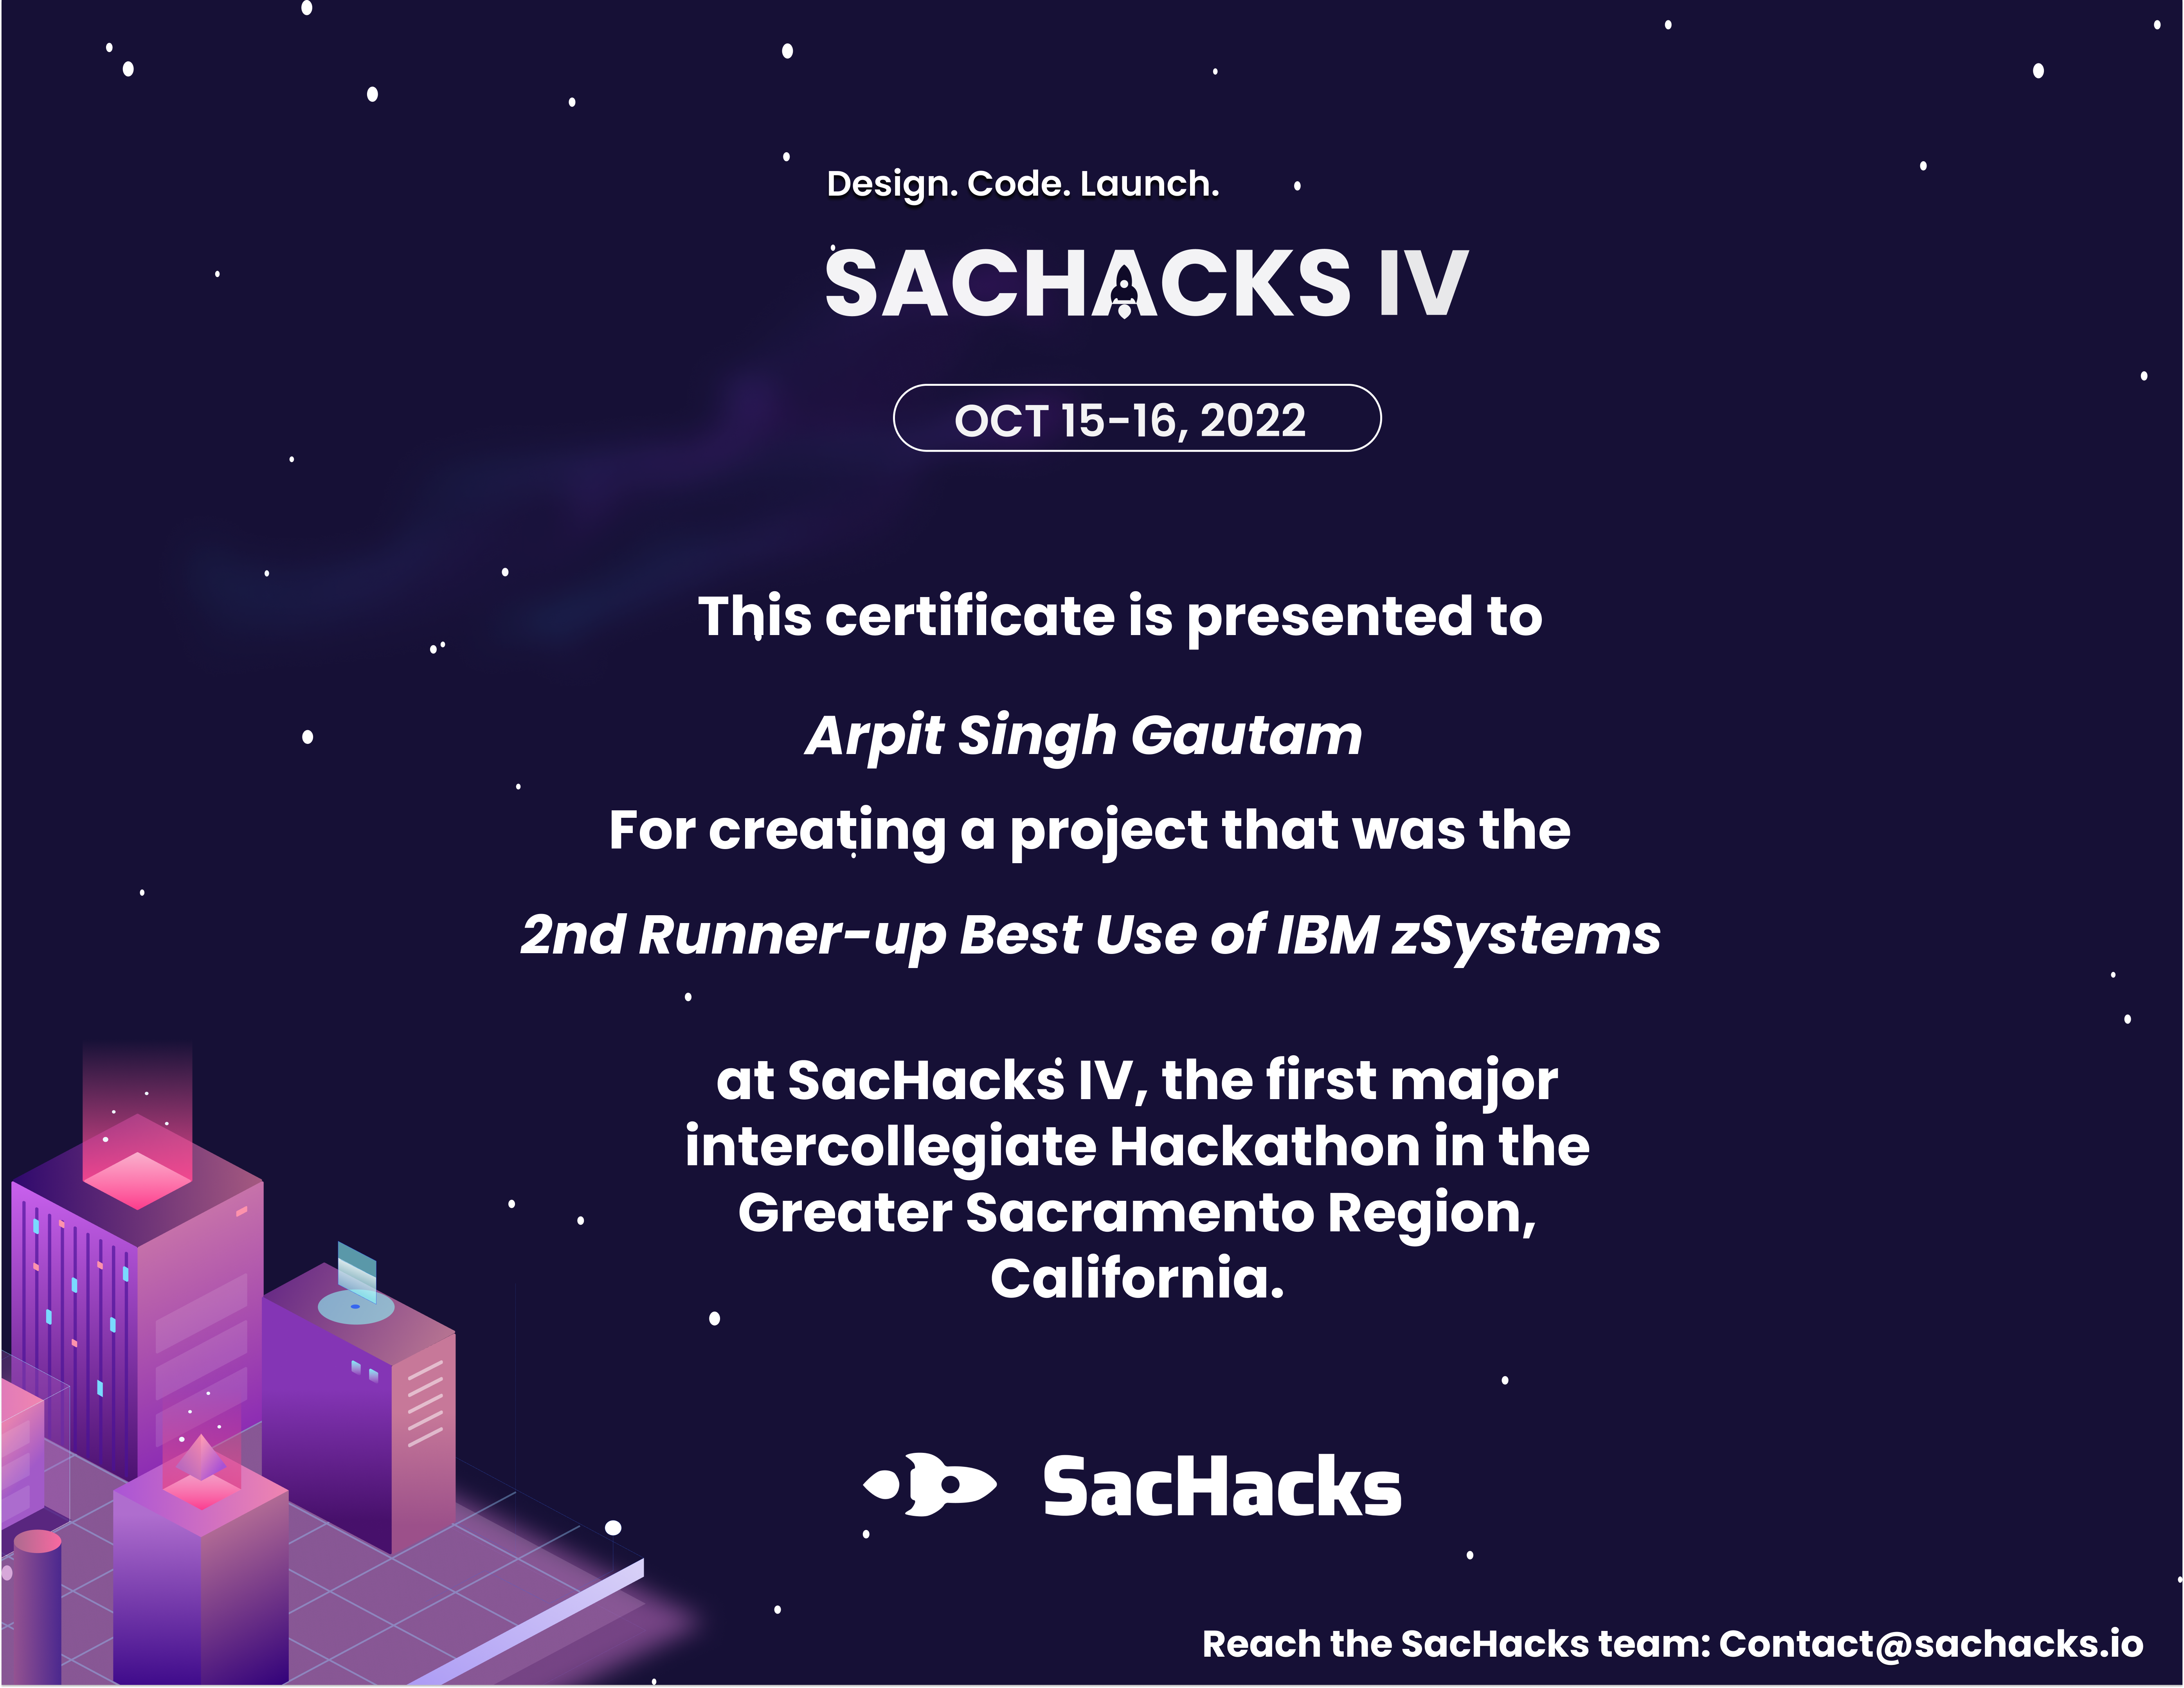 Design. Code. Launch.
SACHACKS IV
OCT 15-16, 2022
This certificate is presented to
Arpit Singh Gautam
For creating a project that was the
2nd Runner-up Best Use of IBM zSystems
at SacHacks IV, the first major
intercollegiate Hackathon in the
Greater Sacramento Region,
California.
SacHacks
Reach the SacHacks team: Contact@sachacks.io